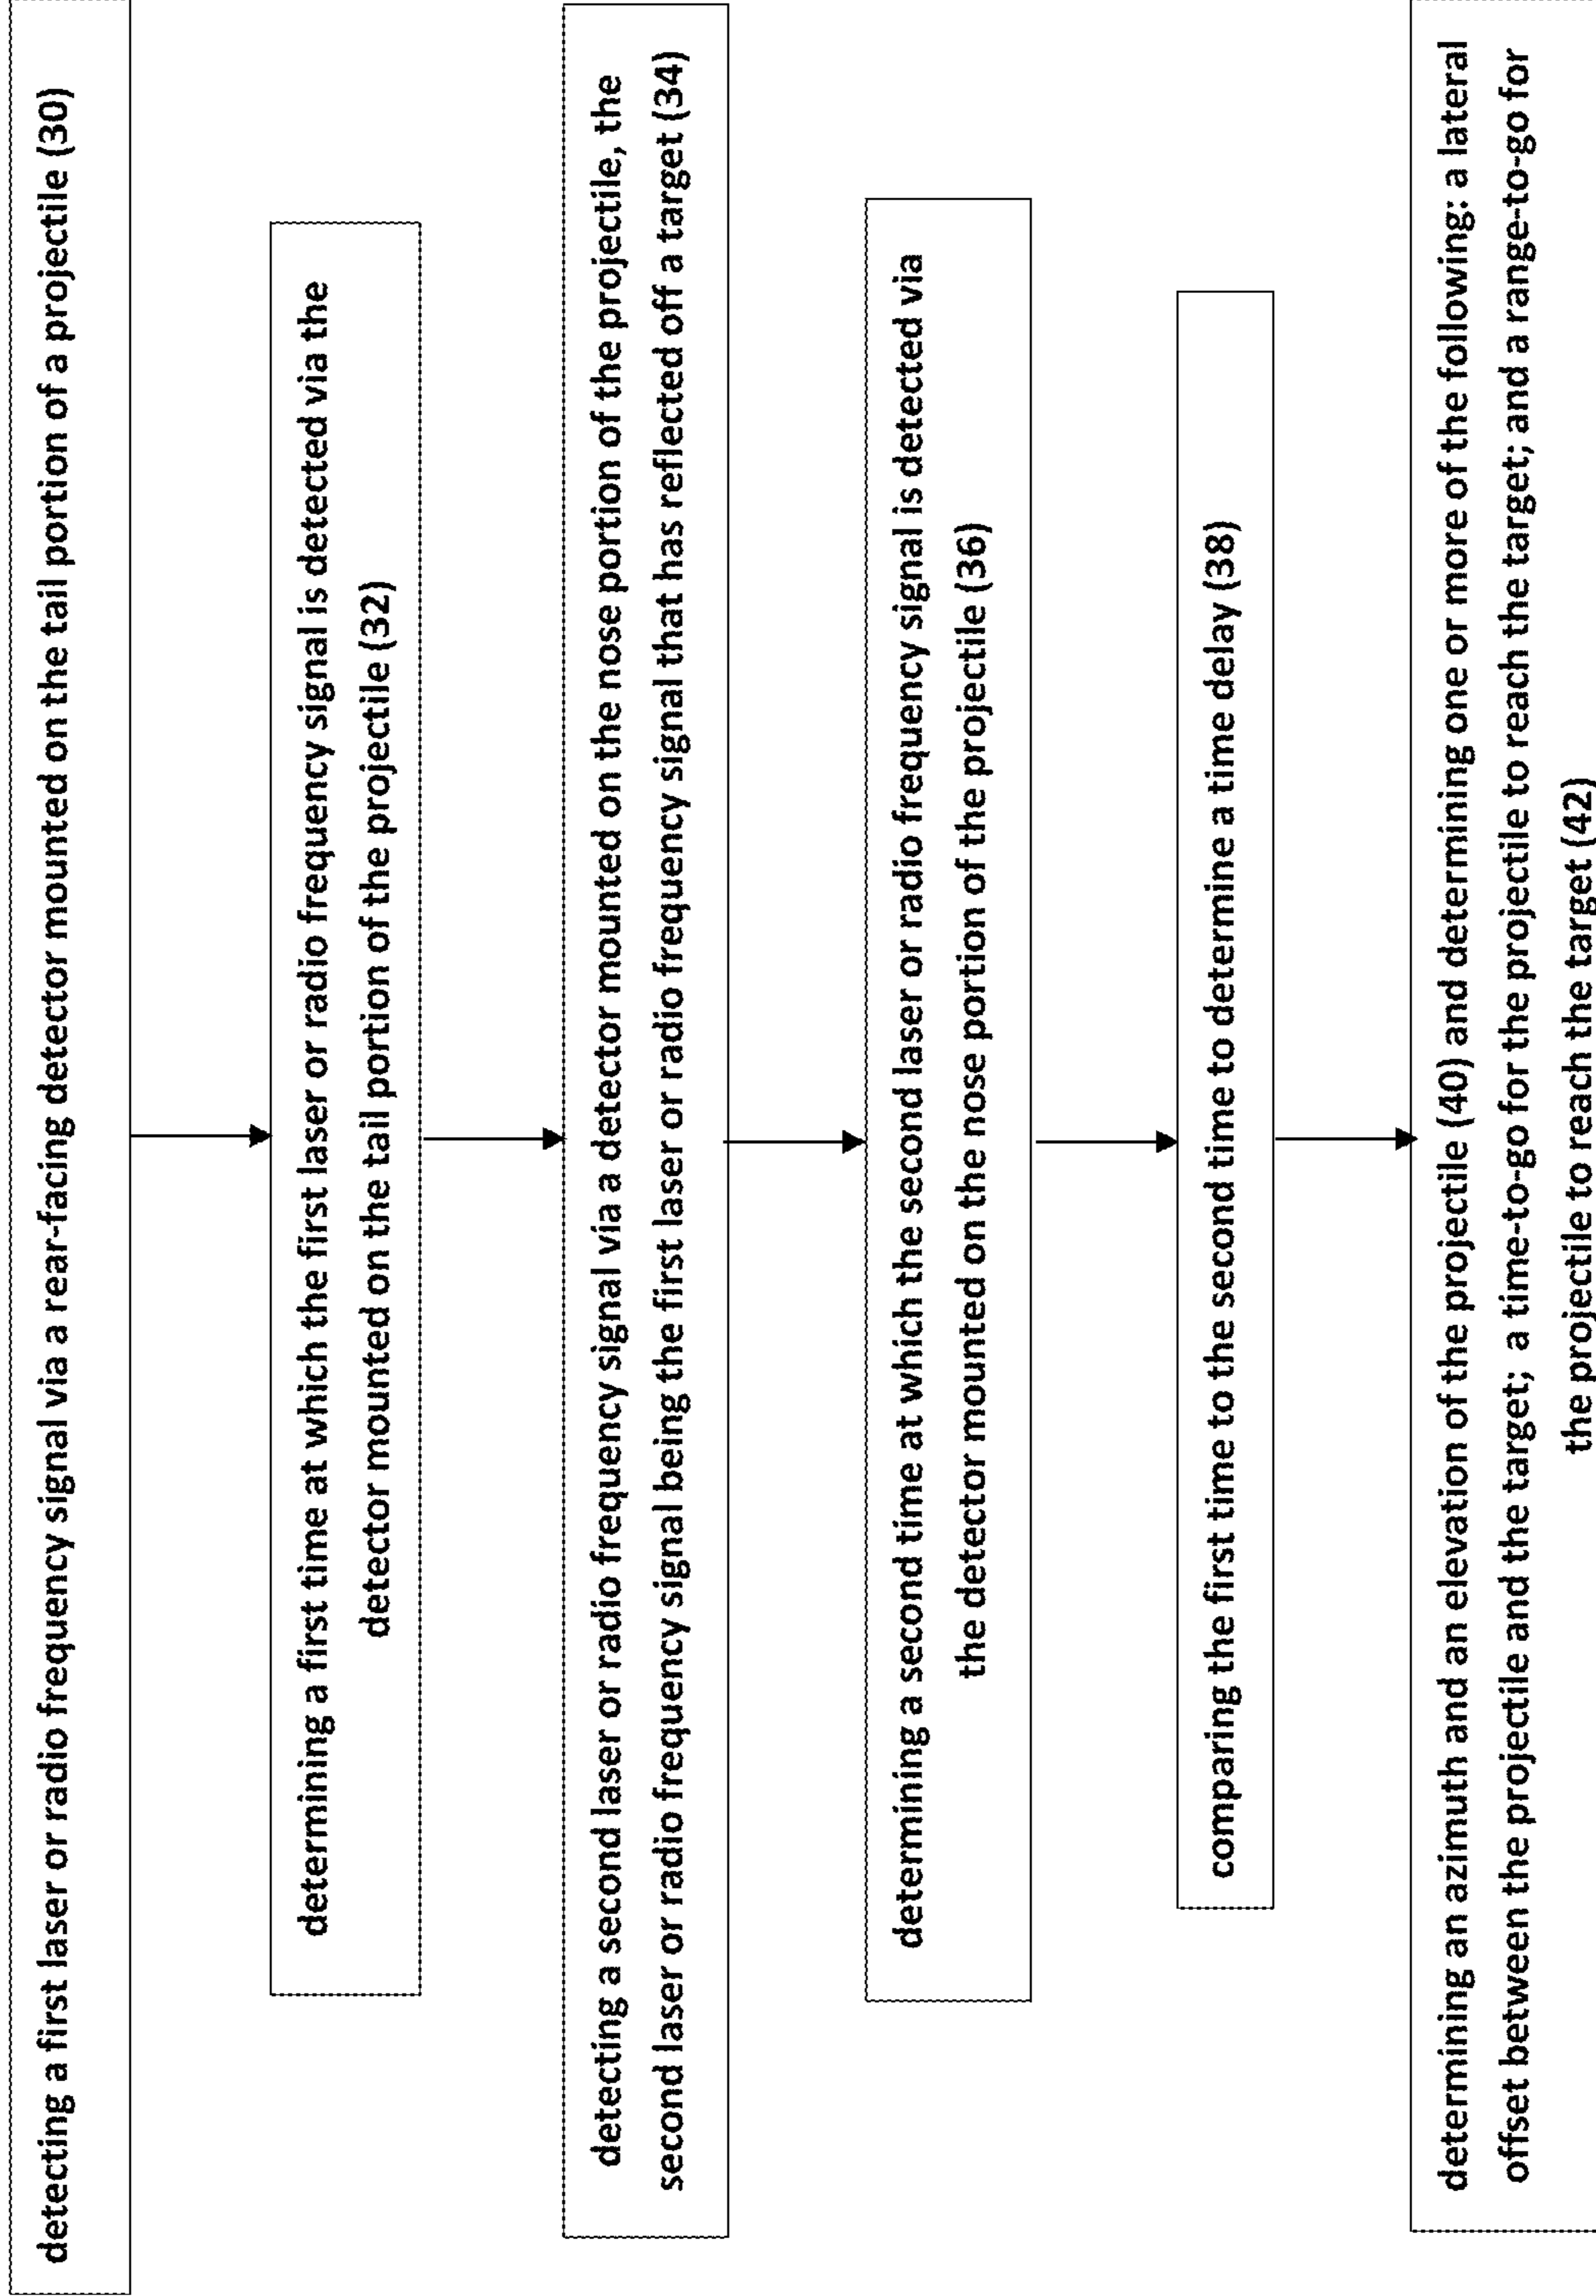 detecting a first laser or radio frequency signal via a rear-facing detector mounted on the tail portion of a projectile (30)
determining a first time at which the first laser or radio frequency signal is detected via the
detector mounted on the tail portion of the projectile (32)
detecting a second laser or radio frequency signal via a detector mounted on the nose portion of the projectile, the
second laser or radio frequency signal being the first laser or radio frequency signal that has reflected off a target (34)
determining a second time at which the second laser or radio frequency signal is detected via
the detector mounted on the nose portion of the projectile (36)
comparing the first time to the second time to determine a time delay (38)
determining an azimuth and an elevation of the projectile (40) and determining one or more of the following: a lateral
offset between the projectile and the target; a time-to-go for the projectile to reach the target; and a range-to-go for
the projectile to reach the target (42)